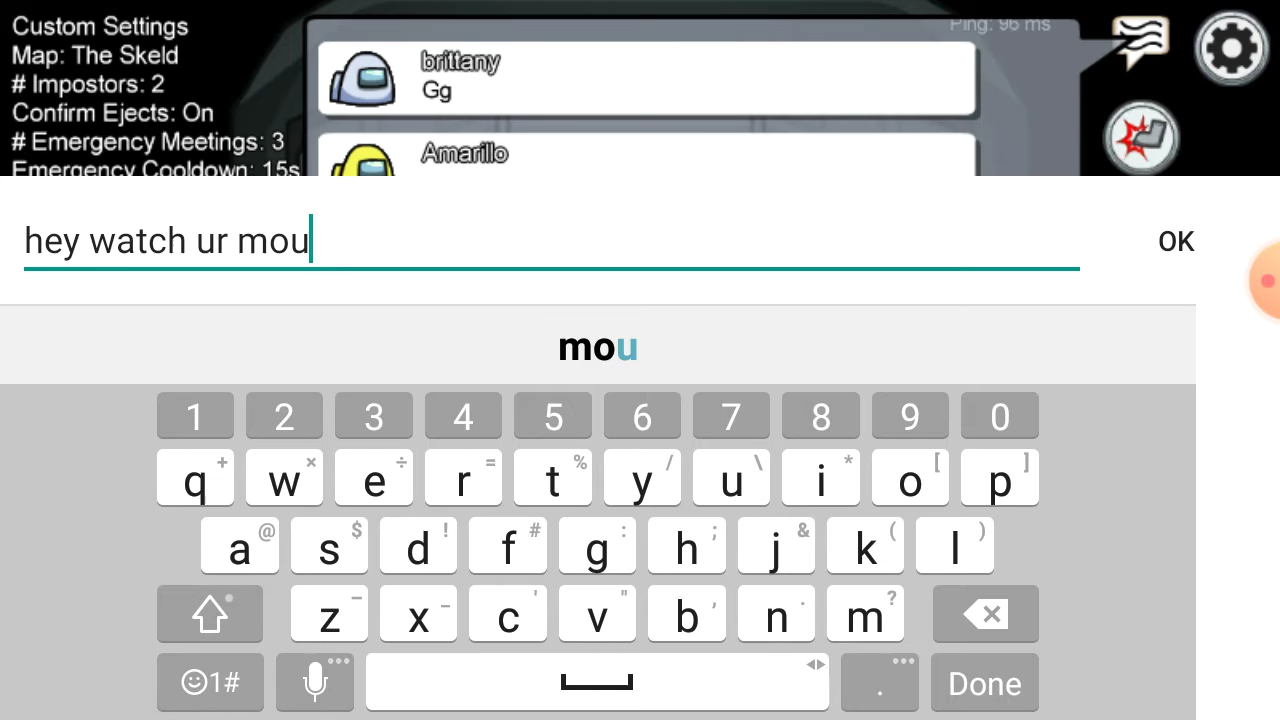 Custom Settings
Map: The Skeld
# Impostors: 2
Confirm Ejects: On
# Emergency Meetings: 3
Emergency Cooldown: 15s
Ping: 96 ms
brittany
Gg
Amarillo
hey watch ur mou
OK
mou
1 2 3 4 5 6 7 8 9 0
q + w × e ÷ r = t % y / u \ i * o [ p ]
a @ s $ d ! f # g : h ; j & k ( l )
z – x _ c ' v " b , n . m ?
☺1# ... . ... Done